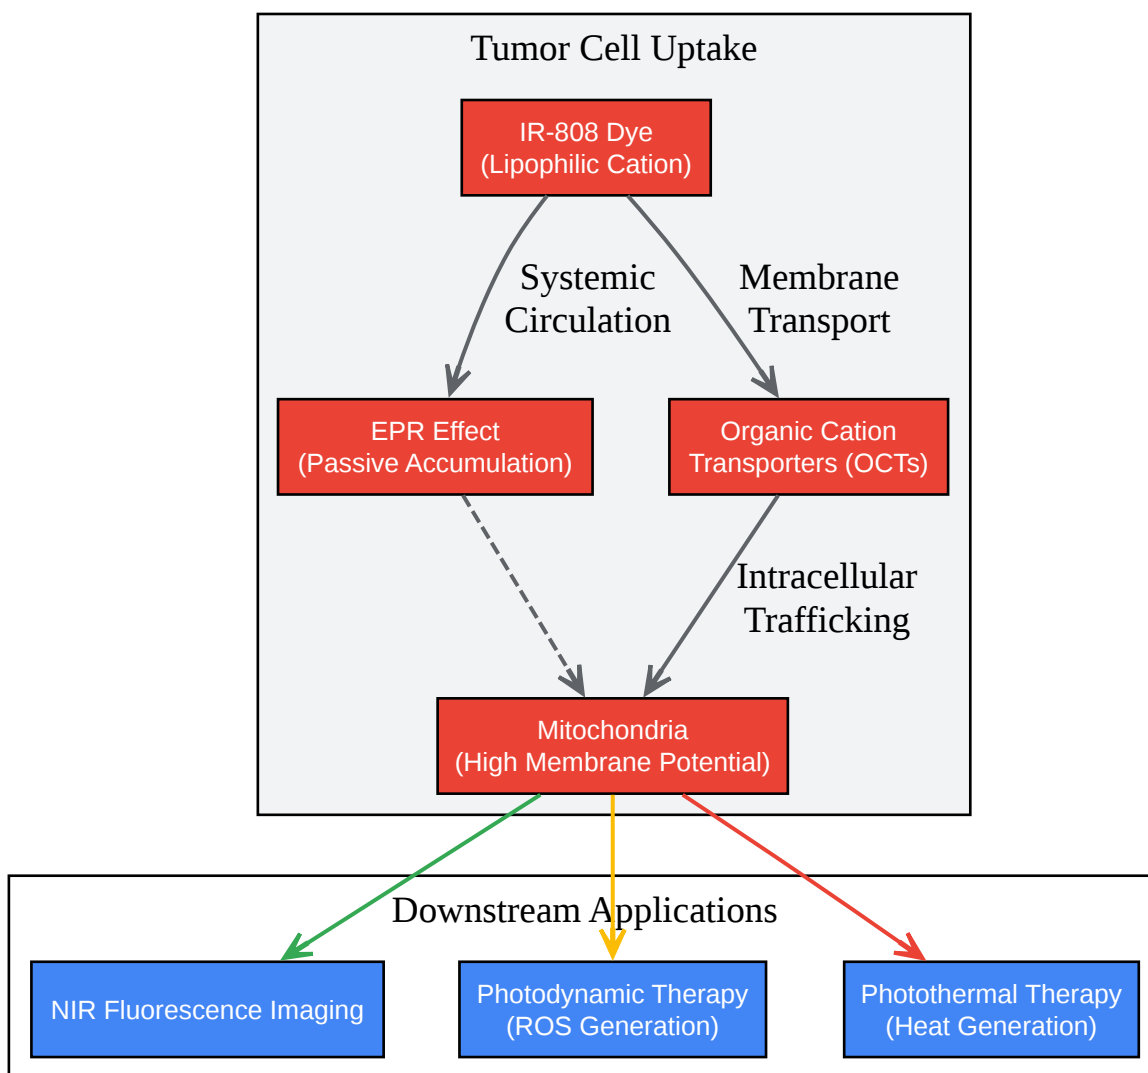 Tumor Cell Uptake
IR-808 Dye
(Lipophilic Cation)
Systemic
Circulation
Membrane
Transport
EPR Effect
(Passive Accumulation)
Organic Cation
Transporters (OCTs)
Intracellular
Trafficking
Mitochondria
(High Membrane Potential)
Downstream Applications
NIR Fluorescence Imaging
Photodynamic Therapy
(ROS Generation)
Photothermal Therapy
(Heat Generation)